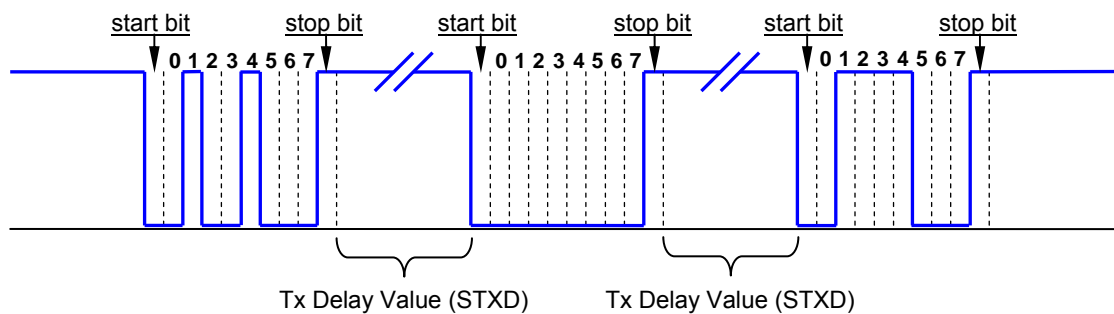 start bit stop bit start bit stop bit start bit stop bit
0 1 2 3 4 5 6 7 0 1 2 3 4 5 6 7 0 1 2 3 4 5 6 7
Tx Delay Value (STXD) Tx Delay Value (STXD)